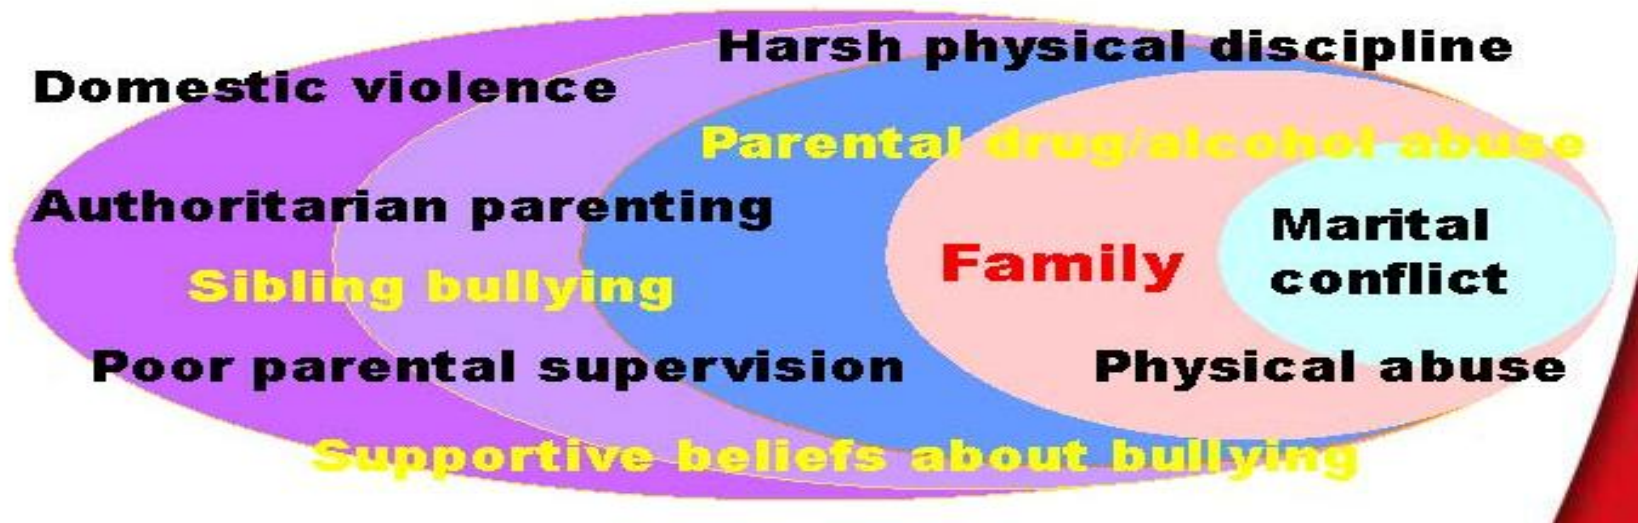 Harsh physical discipline
Domestic violence
Parental drug/alcohol abuse
Authoritarian parenting
Marital
conflict
Family
Sibling bullying
Poor parental supervision
Physical abuse
Supportive beliefs about bullying